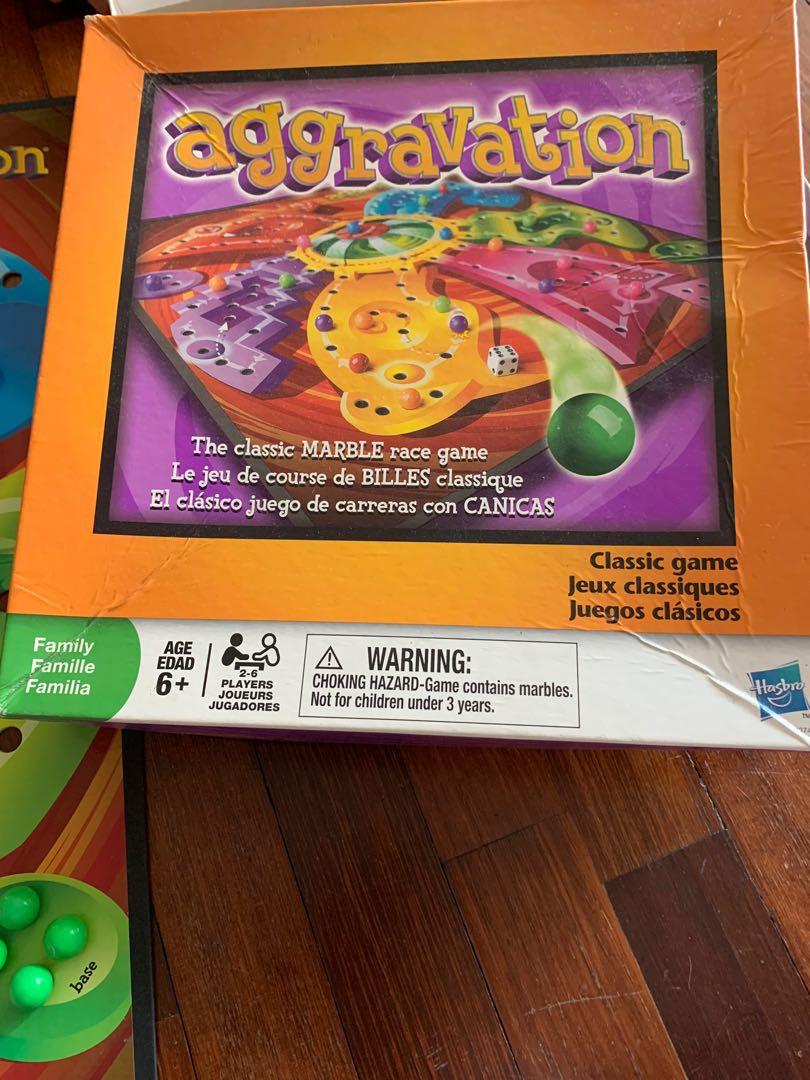 on
aggravation
The classic MARBLE race game
Le jeu de course de BILLES classique
El clásico juego de carreras con CANICAS
Classic game
Jeux classiques
Juegos clásicos
Family
Famille
Familia
AGE
EDAD
6+
2-6
PLAYERS
JOUEURS
JUGADORES
WARNING:
CHOKING HAZARD-Game contains marbles.
Not for children under 3 years.
Hasbro
base